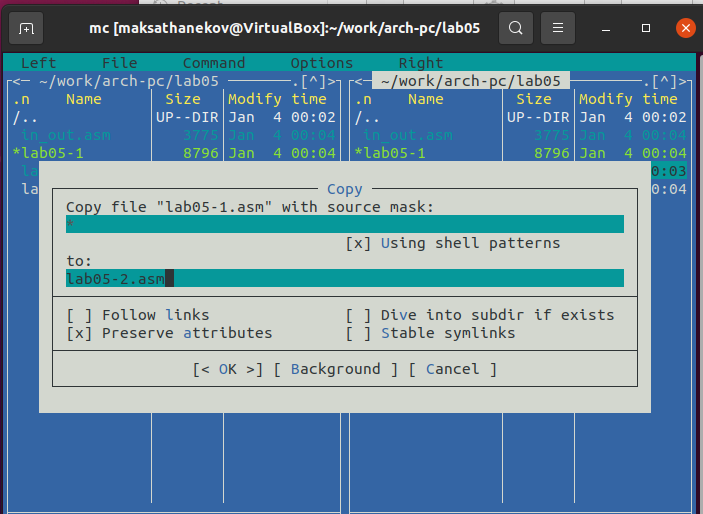 mc [maksathanekov@VirtualBox]:~/work/arch-pc/lab05
Left File Command Options Right
<─ ~/work/arch-pc/lab05 ───────.[^]> <─ ~/work/arch-pc/lab05 ───────.[^]>
.n Name Size Modify time .n Name Size Modify time
/.. UP--DIR Jan 4 00:02 /.. UP--DIR Jan 4 00:02
in_out.asm 3775 Jan 4 00:04 in_out.asm 3775 Jan 4 00:04
*lab05-1 8796 Jan 4 00:04 *lab05-1 8796 Jan 4 00:04
la 0:03
la 0:04
Copy
Copy file "lab05-1.asm" with source mask:
*
[x] Using shell patterns
to:
lab05-2.asm
[ ] Follow links [ ] Dive into subdir if exists
[x] Preserve attributes [ ] Stable symlinks
[< OK >] [ Background ] [ Cancel ]